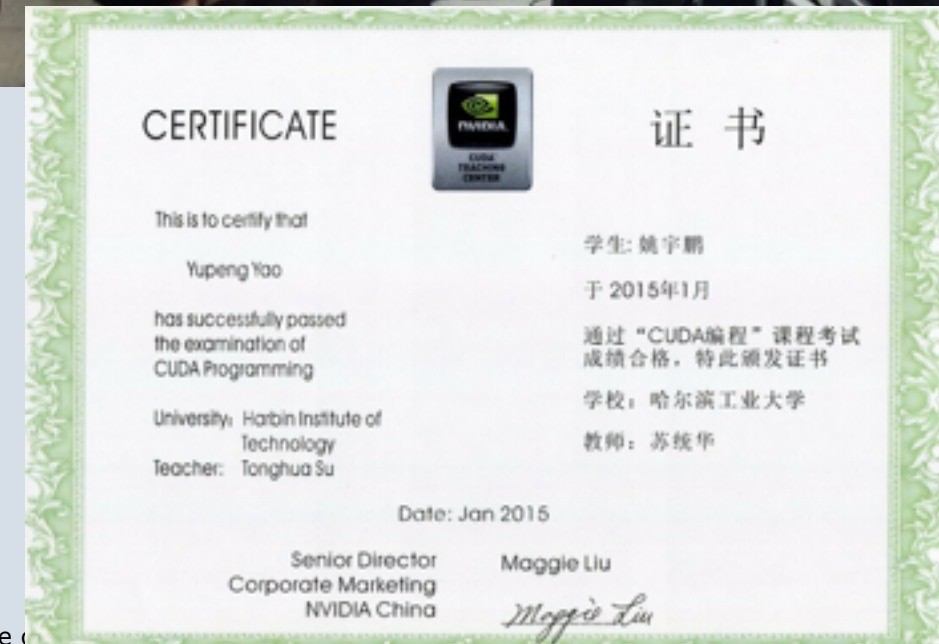 CERTIFICATE
证书
NVIDIA
CUDA
TEACHING
CENTER
This is to certify that
Yupeng Yao
has successfully passed
the examination of
CUDA Programming
University: Harbin Institute of
Technology
Teacher: Tonghua Su
学生: 姚宇鹏
于 2015年1月
通过“CUDA编程”课程考试
成绩合格，特此颁发证书
学校：哈尔滨工业大学
教师：苏统华
Date: Jan 2015
Senior Director
Corporate Marketing
NVIDIA China
Maggie Liu
Maggie Liu